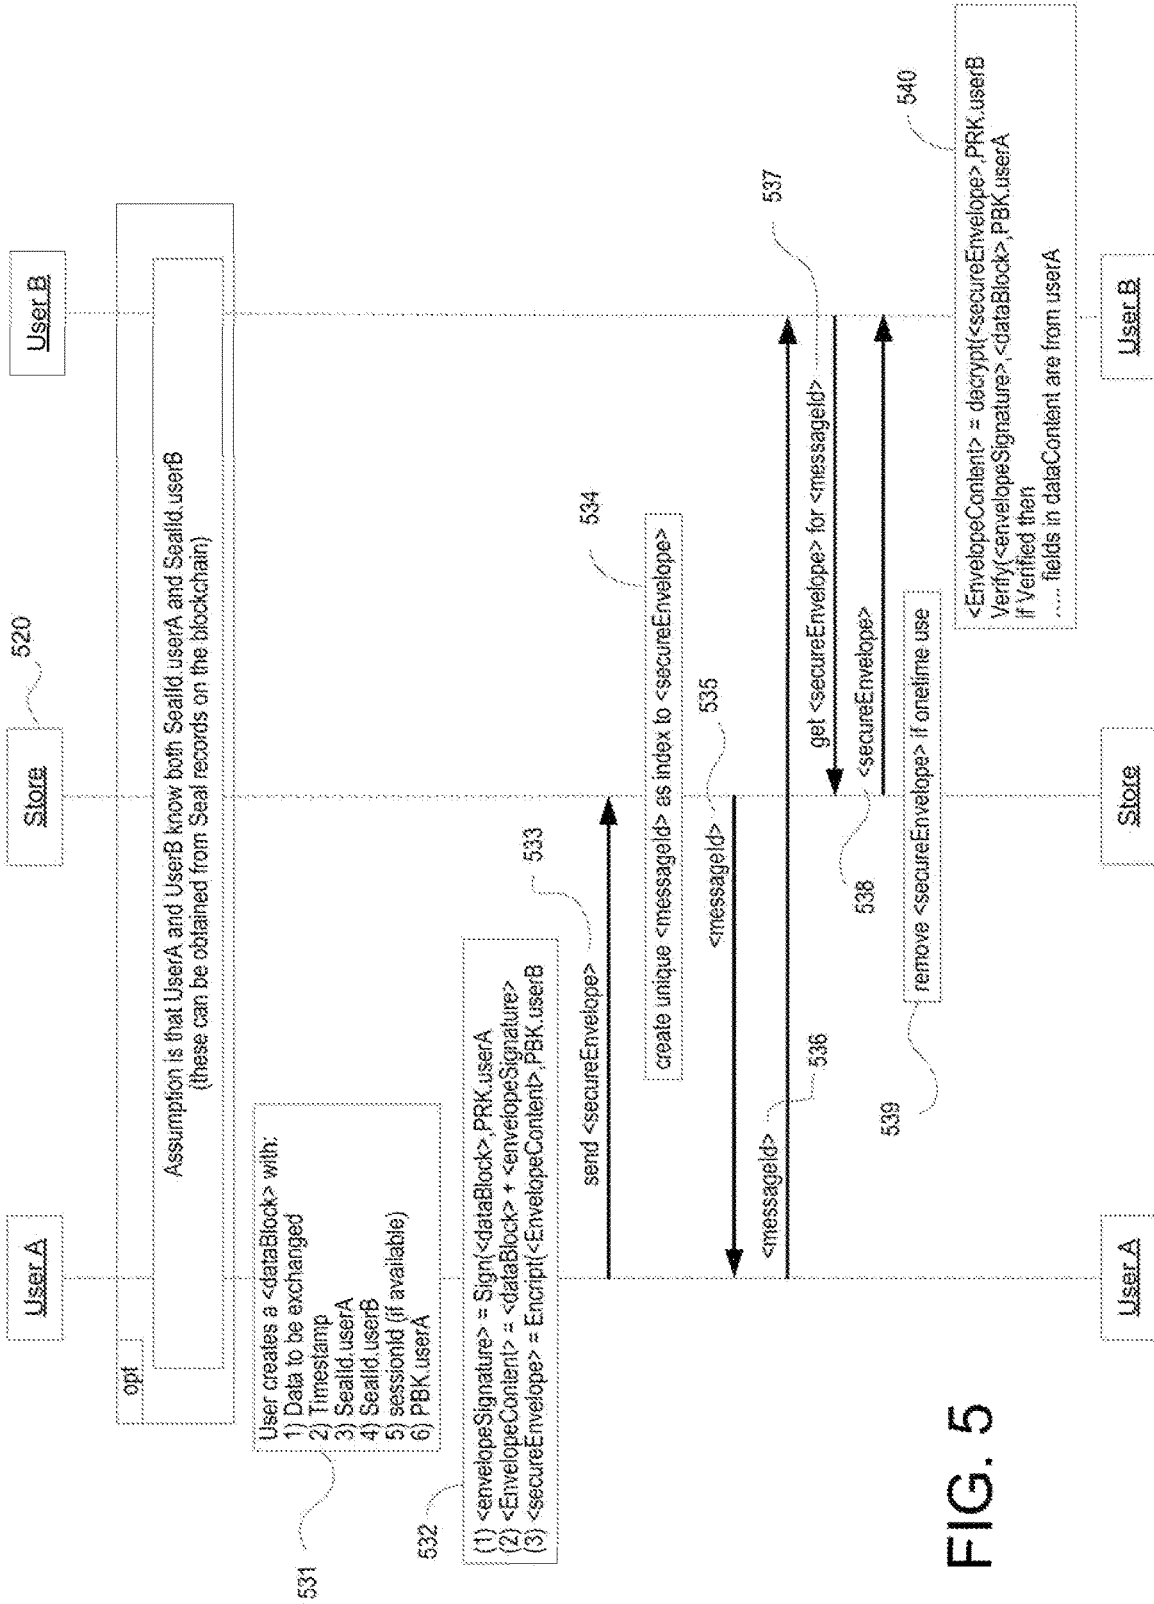 User A
Store
520
User B
opt
Assumption is that UserA and UserB know both SealId.userA and SealId.userB
(these can be obtained from Seal records on the blockchain)
User creates a <dataBlock> with:
1) Data to be exchanged
2) Timestamp
3) SealId.userA
4) SealId.userB
5) sessionId (if available)
6) PBK.userA
531
532
(1) <envelopeSignature> = Sign(<dataBlock>,PRK.userA
(2) <EnvelopeContent> = <dataBlock> + <envelopeSignature>
(3) <secureEnvelope> = Encript(<EnvelopeContent>,PBK.userB
533
send <secureEnvelope>
534
create unique <messageId> as index to <secureEnvelope>
535
<messageId>
<messageId>
536
537
get <secureEnvelope> for <messageId>
<secureEnvelope>
538
remove <secureEnvelope> if onetime use
539
540
<EnvelopeContent> = decrypt(<secureEnvelope>,PRK.userB
Verify(<envelopeSignature>,<dataBlock>,PBK.userA
If Verified then
..... fields in dataContent are from userA
User A
Store
User B
FIG. 5